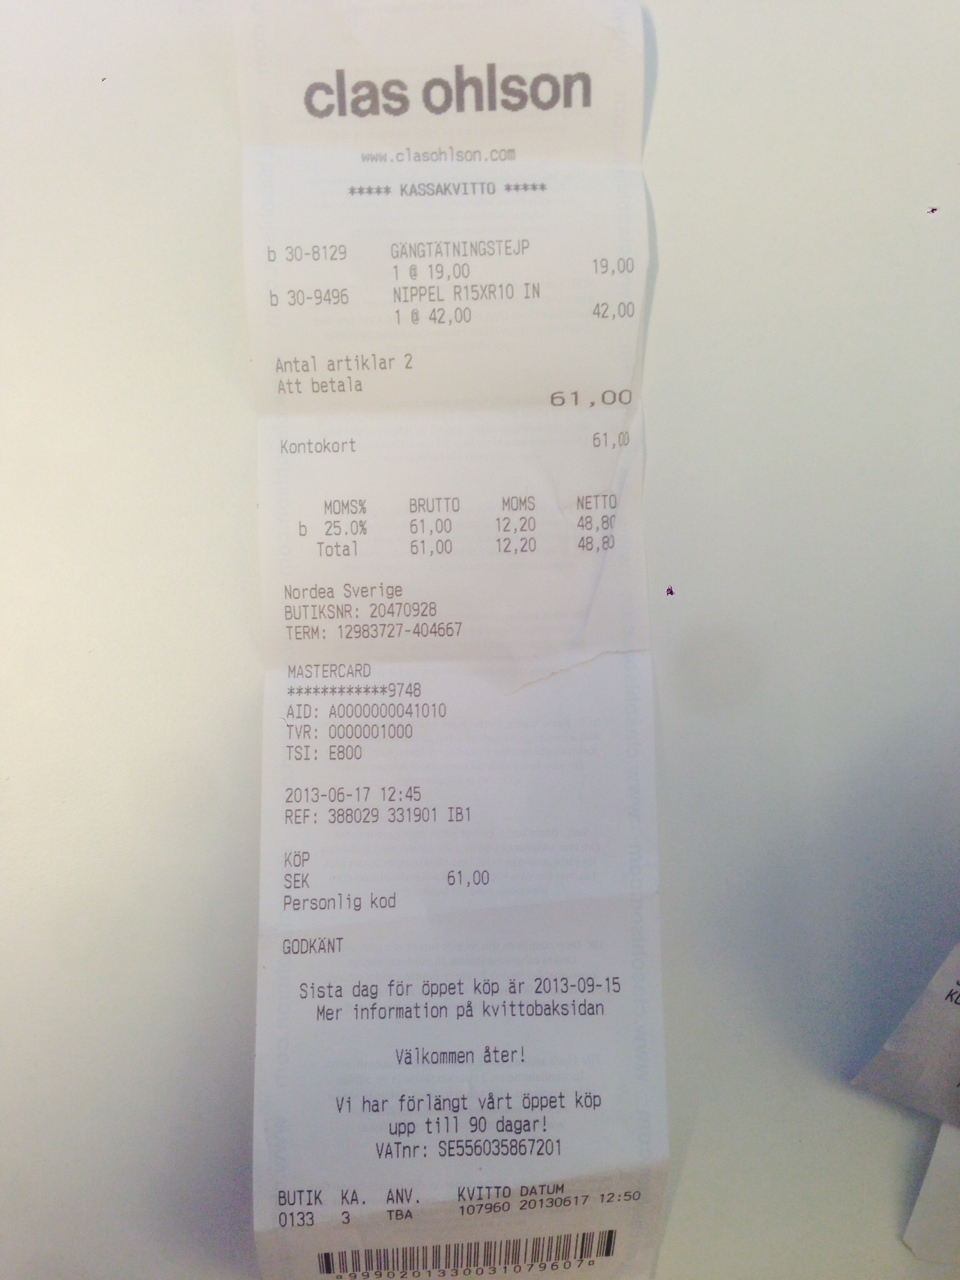 clas ohlson
www.clasohlson.com
***** KASSAKVITTO *****
b 30-8129 GÄNGTÄTNINGSTEJP
1 @ 19,00 19,00
b 30-9496 NIPPEL R15XR10 IN
1 @ 42,00 42,00
Antal artiklar 2
Att betala
61,00
Kontokort 61,00
MOMS% BRUTTO MOMS NETTO
b 25.0% 61,00 12,20 48,80
Total 61,00 12,20 48,80
Nordea Sverige
BUTIKSNR: 20470928
TERM: 12983727-404667
MASTERCARD
************9748
AID: A0000000041010
TVR: 0000001000
TSI: E800
2013-06-17 12:45
REF: 388029 331901 IB1
KÖP
SEK 61,00
Personlig kod
GODKÄNT
Sista dag för öppet köp är 2013-09-15
Mer information på kvittobaksidan
Välkommen åter!
Vi har förlängt vårt öppet köp
upp till 90 dagar!
VATnr: SE556035867201
BUTIK KA. ANV. KVITTO DATUM
0133 3 TBA 107960 20130617 12:50